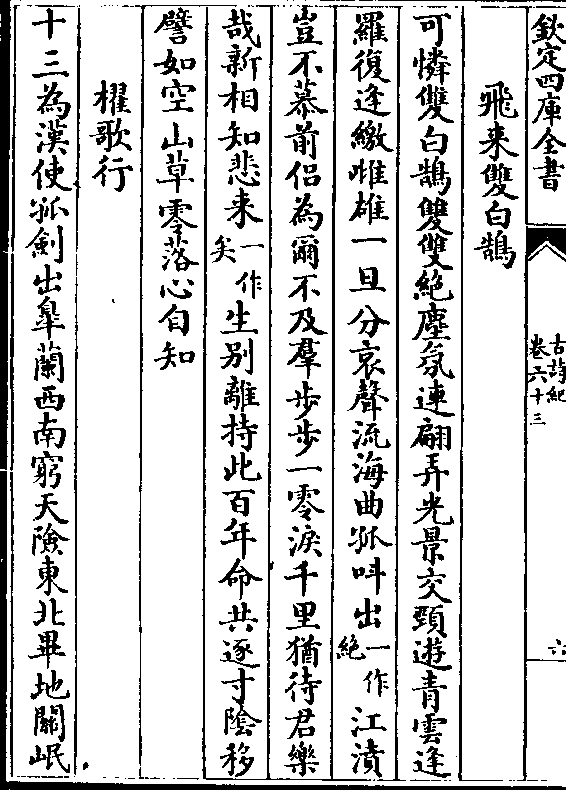 欽定四庫全書
古詩紀
卷六十三
六
飛来雙白鵠
可憐雙白鵠雙雙絶塵氛連翩弄光景交頸遊青雲逢
羅復逢繳雌雄一旦分哀聲流海曲孤呌出一作絶江濆
豈不慕前侣為爾不及羣步步一零淚千里猶待君樂
哉新相知悲来一作矣生别離持此百年命共逐寸隂移
譬如空山草零落心自知
櫂歌行
十三為漢使孤劍出臯蘭西南窮天險東北畢地關岷